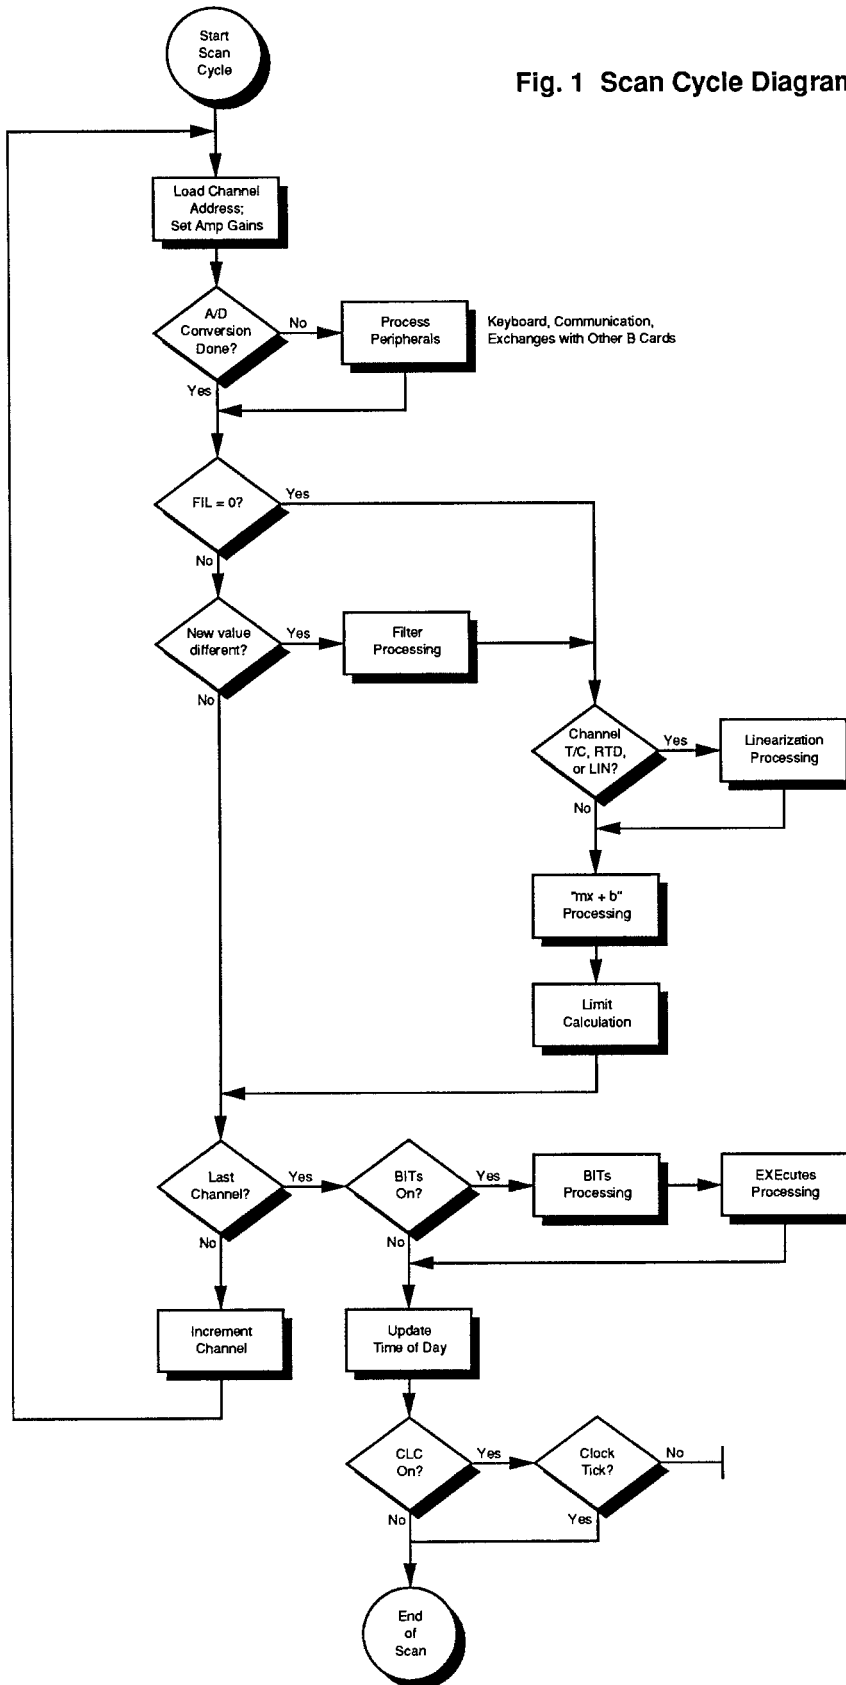 Start
Scan
Cycle
Fig. 1 Scan Cycle Diagram
Load Channel
Address;
Set Amp Gains
A/D
Conversion
Done?
No
Process
Peripherals
Keyboard, Communication,
Exchanges with Other B Cards
Yes
FIL = 0?
Yes
No
New value
different?
Yes
Filter
Processing
No
Channel
T/C, RTD,
or LIN?
Yes
Linearization
Processing
No
"mx + b"
Processing
Limit
Calculation
Last
Channel?
Yes
BITs
On?
Yes
BITs
Processing
EXEcutes
Processing
No
No
Increment
Channel
Update
Time of Day
CLC
On?
Yes
Clock
Tick?
No
No
Yes
End
of
Scan